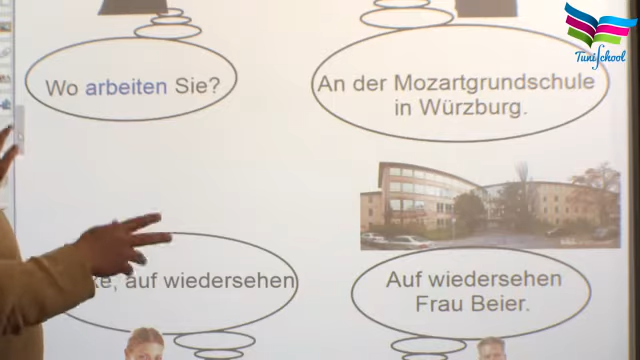 Wo arbeiten Sie?
An der Mozartgrundschule
in Würzburg.
auf wiedersehen
Auf wiedersehen
Frau Beier.
TuniSchool